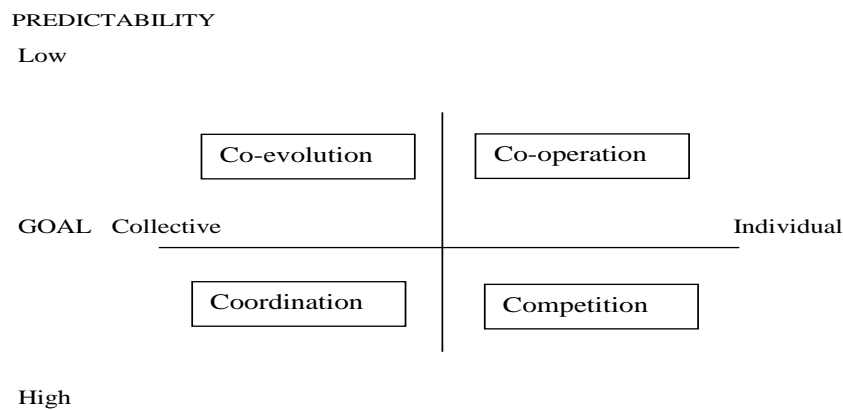 PREDICTABILITY
Low
Co-evolution Co-operation
GOAL Collective Individual
Coordination Competition
High